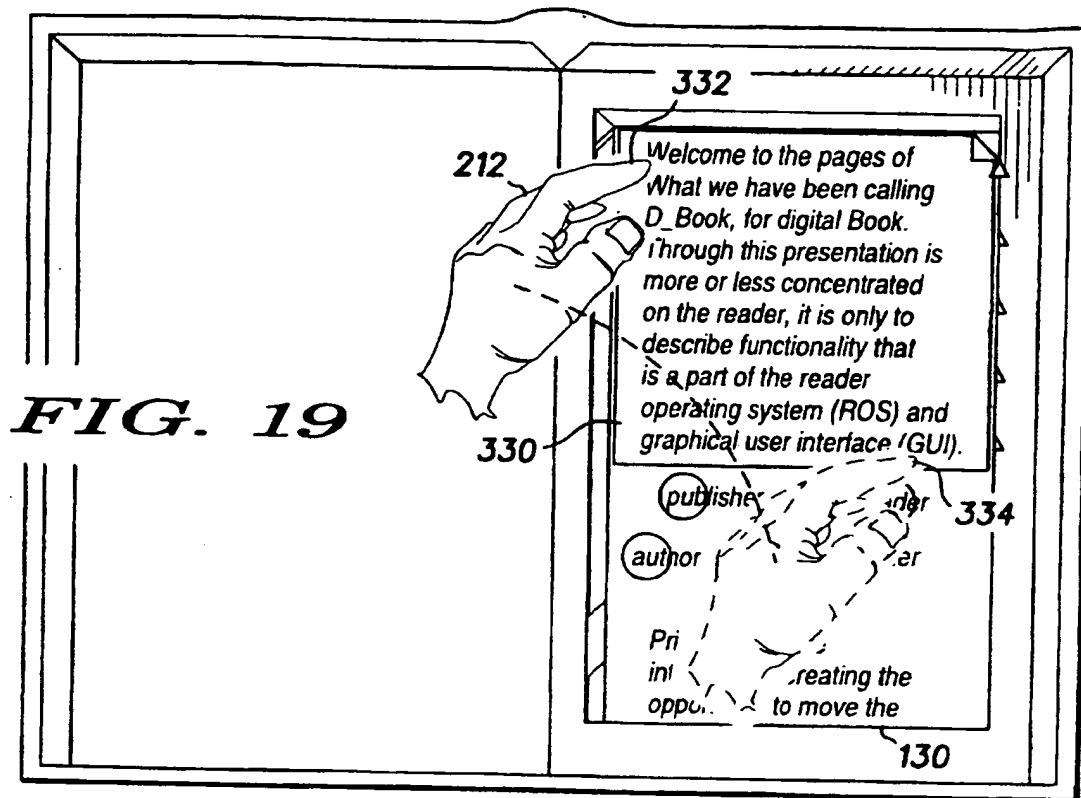 332
212
Welcome to the pages of
What we have been calling
D_Book, for digital Book.
Through this presentation is
more or less concentrated
on the reader, it is only to
describe functionality that
is a part of the reader
operating system (ROS) and
graphical user interface (GUI).
FIG. 19
330
334
publisher
author
reating the
to move the
130